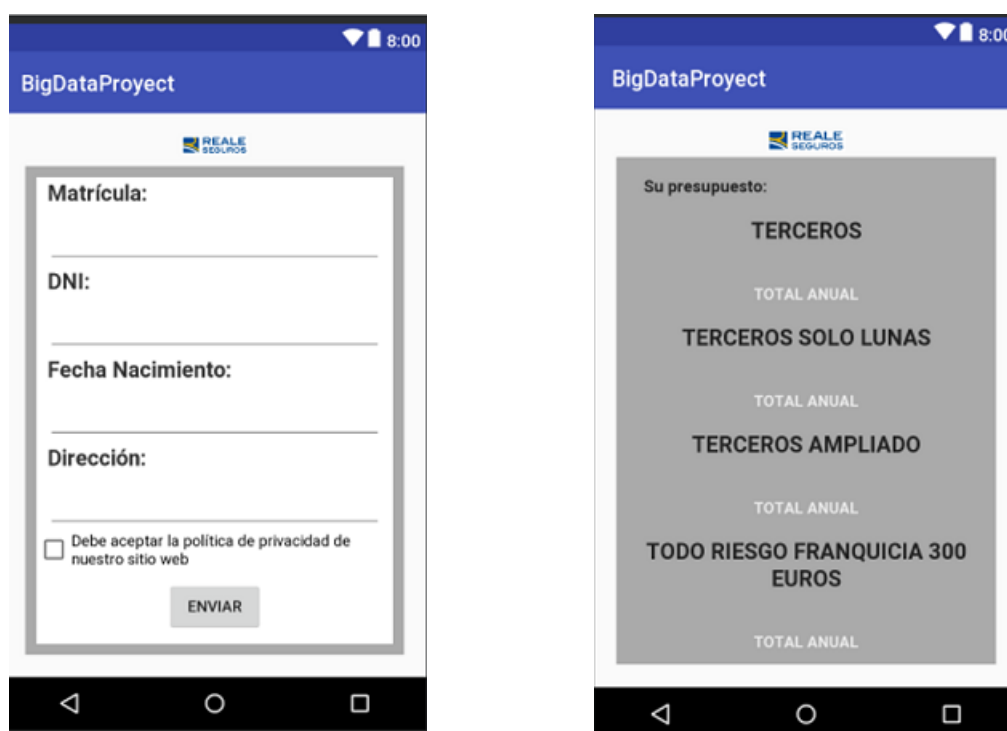 8:00
BigDataProyect
REALE
SEGUROS
Matrícula:
DNI:
Fecha Nacimiento:
Dirección:
Debe aceptar la política de privacidad de
nuestro sitio web
ENVIAR
8:00
BigDataProyect
REALE
SEGUROS
Su presupuesto:
TERCEROS
TOTAL ANUAL
TERCEROS SOLO LUNAS
TOTAL ANUAL
TERCEROS AMPLIADO
TOTAL ANUAL
TODO RIESGO FRANQUICIA 300
EUROS
TOTAL ANUAL